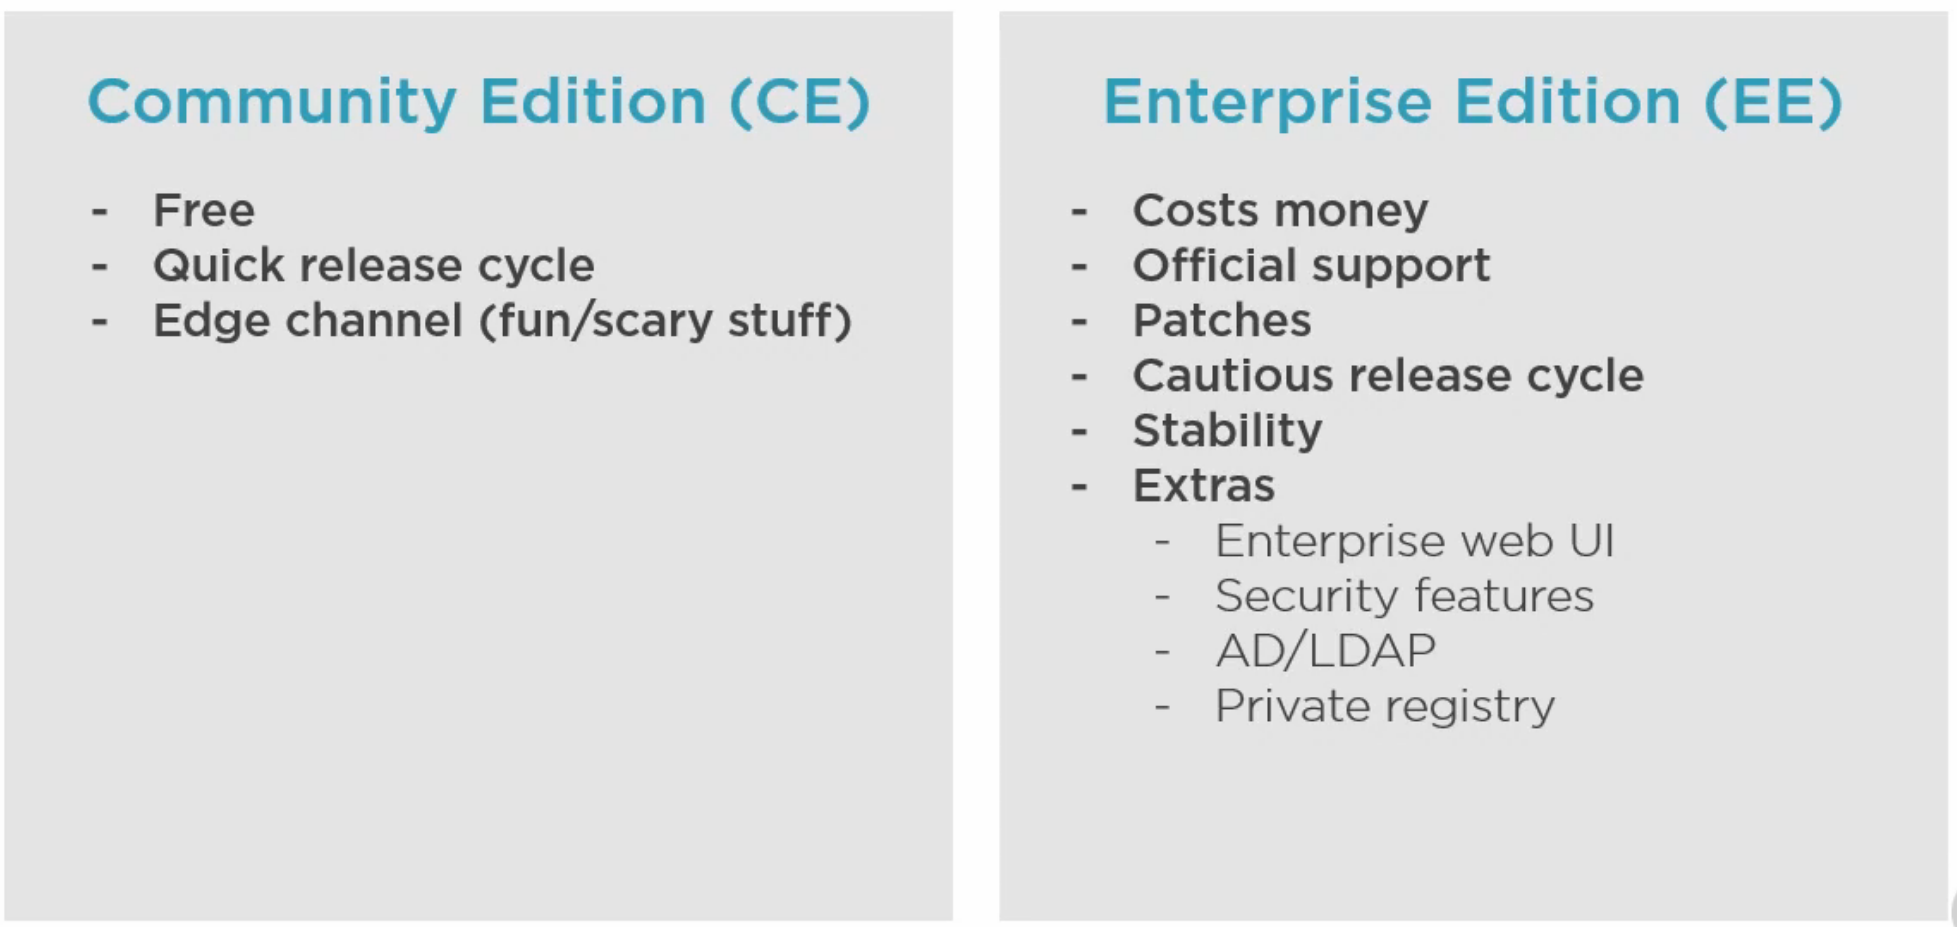 Community Edition (CE)
- Free
- Quick release cycle
- Edge channel (fun/scary stuff)
Enterprise Edition (EE)
- Costs money
- Official support
- Patches
- Cautious release cycle
- Stability
- Extras
- Enterprise web UI
- Security features
- AD/LDAP
- Private registry